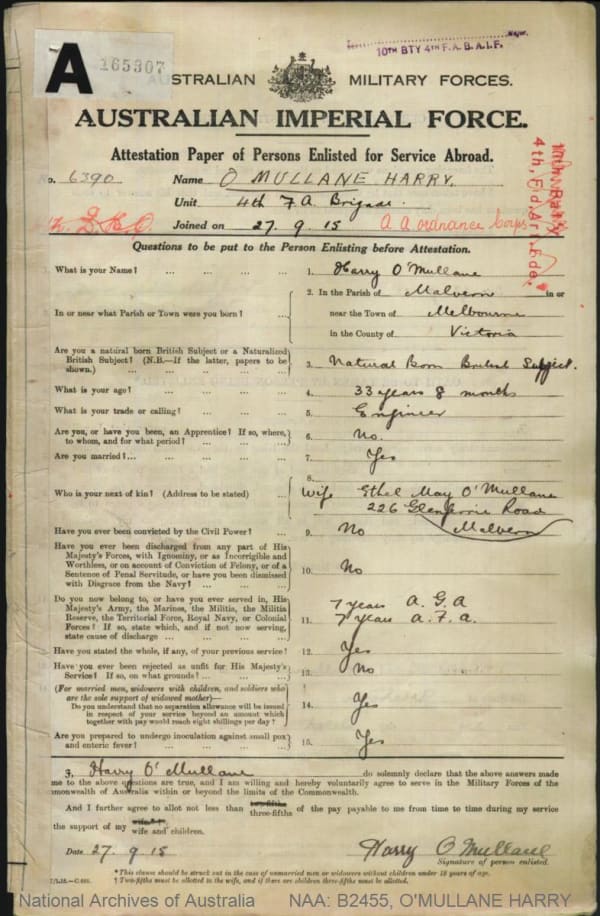 A 165307
10TH BTY 4TH F.A.B. A.I.F.
Major.
AUSTRALIAN MILITARY FORCES.
AUSTRALIAN IMPERIAL FORCE.
Attestation Paper of Persons Enlisted for Service Abroad.
No. 6390 Name O MULLANE HARRY.
Unit 4th F A Brigade.
Joined on 27. 9. 15 A A ordnance Corps
10th Baty
4th, F.d Ar. Bde.
Questions to be put to the Person Enlisting before Attestation.
1. What is your Name? ... ... ... ... 1. Harry O'Mullane
2. In the Parish of Malvern in or
In or near what Parish or Town were you born? ... near the Town of Melbourne
in the County of Victoria
Are you a natural born British Subject or a Naturalized
British Subject? (N.B.—If the latter, papers to be
shown.) ... ... ... 3. Natural Born British Subject.
What is your age? ... ... ... ... 4. 33 years 8 months
What is your trade or calling? ... ... ... 5. Engineer
Are you, or have you been, an Apprentice? If so, where,
to whom, and for what period? ... ... ... 6. No.
Are you married?... ... ... ... ... 7. Yes
8.
Who is your next of kin? (Address to be stated) ... Wife Ethel May O'Mullane
226 Glenferrie Road
Malvern
Have you ever been convicted by the Civil Power? ... 9. No
Have you ever been discharged from any part of His
Majesty's Forces, with Ignominy, or as Incorrigible and
Worthless, or on account of Conviction of Felony, or of a
Sentence of Penal Servitude, or have you been dismissed
with Disgrace from the Navy? ... ... 10. No
Do you now belong to, or have you ever served in, His
Majesty's Army, the Marines, the Militia, the Militia
Reserve, the Territorial Force, Royal Navy, or Colonial
Forces? If so, state which, and if not now serving,
state cause of discharge ... ... ... 11. 7 years A. G. A
7 years A. F. A.
Have you stated the whole, if any, of your previous service? 12. Yes
Have you ever been rejected as unfit for His Majesty's
Service? If so, on what grounds? ... ... 13. No
(For married men, widowers with children, and soldiers who
are the sole support of widowed mother)—
Do you understand that no separation allowance will be issued
in respect of your service beyond an amount which
together with pay would reach eight shillings per day? 14. Yes
Are you prepared to undergo inoculation against small pox
and enteric fever? ... ... ... ... 15. Yes
I, Harry O'Mullane do solemnly declare that the above answers made
me to the above questions are true, and I am willing and hereby voluntarily agree to serve in the Military Forces of the
mmonwealth of Australia within or beyond the limits of the Commonwealth.
And I further agree to allot not less than two-fifths three-fifths of the pay payable to me from time to time during my service
the support of my wife and children.
Date 27. 9 15 Harry O Mullane
Signature of person enlisted.
* This clause should be struck out in the case of unmarried men or widowers without children under 18 years of age.
† Two-fifths must be allotted to the wife, and if there are children three-fifths must be allotted.
National Archives of Australia NAA: B2455, O'MULLANE HARRY